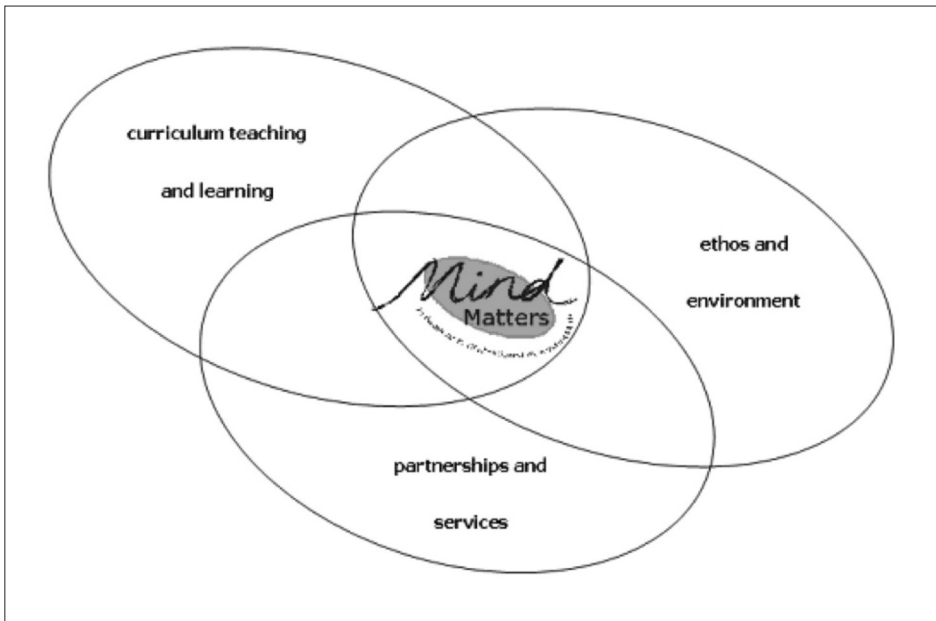 curriculum teaching
and learning
ethos and
environment
Mind
Matters
partnerships and
services